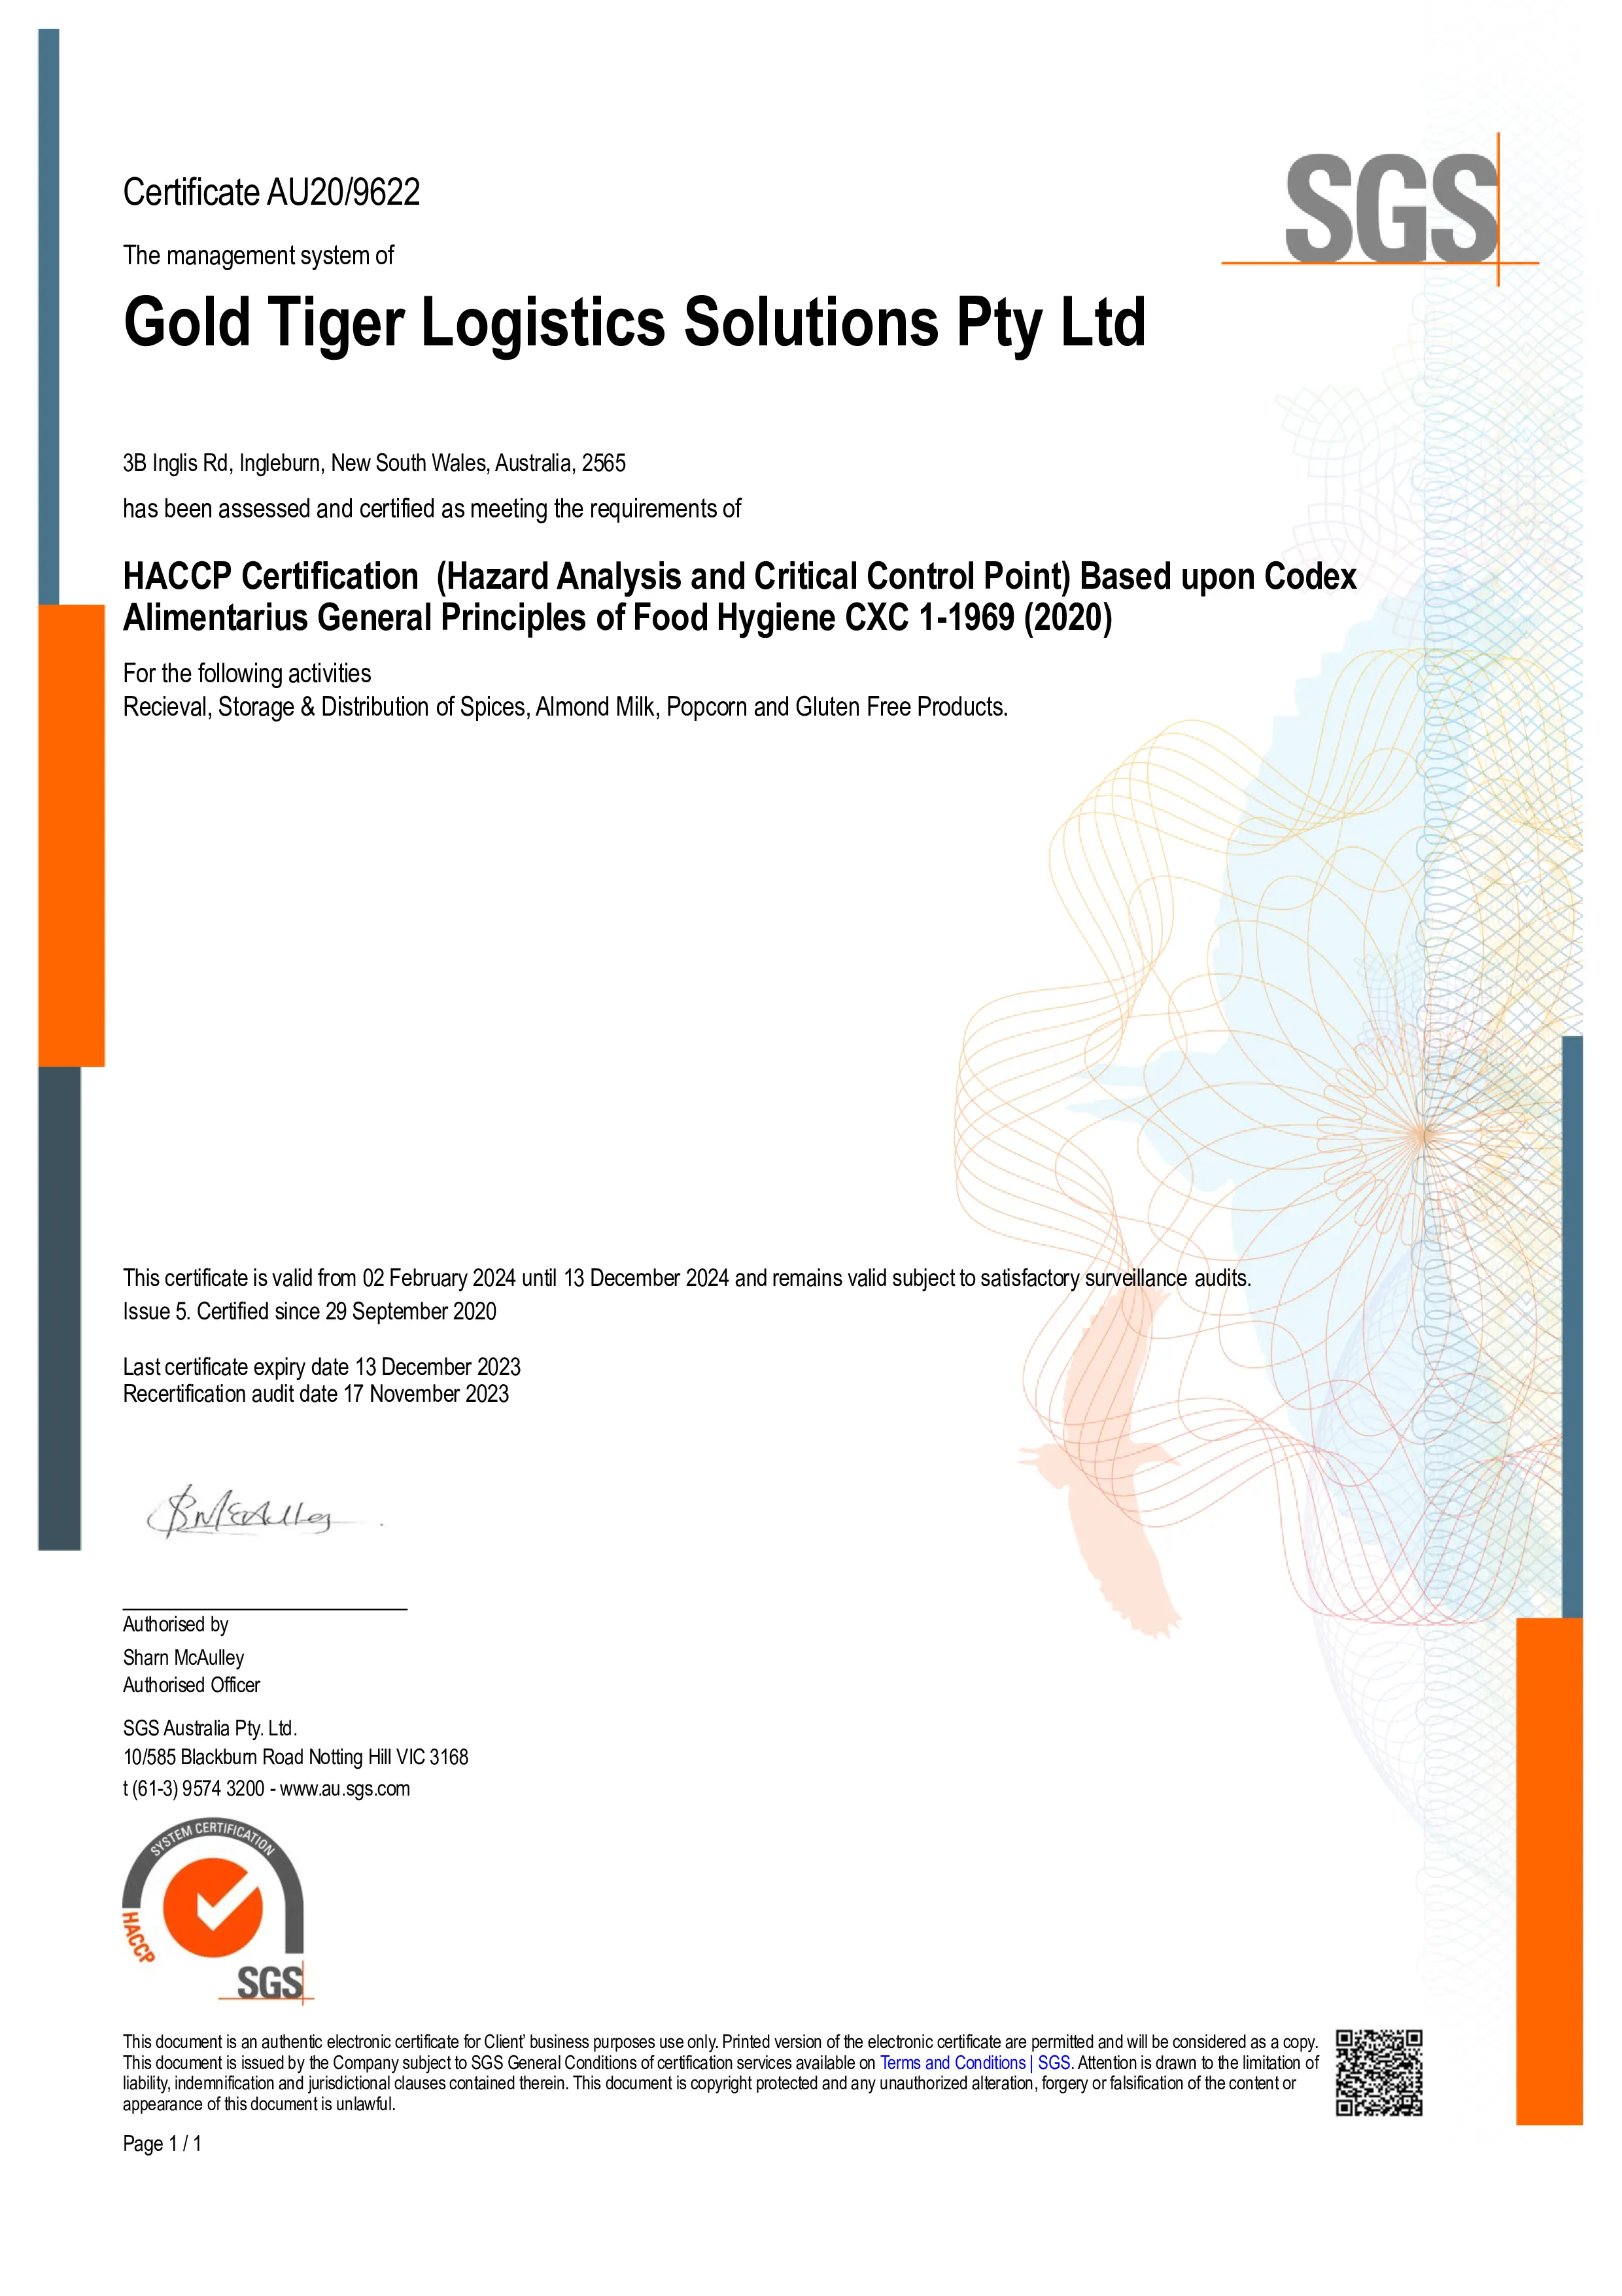 SGS
Certificate AU20/9622
The management system of
Gold Tiger Logistics Solutions Pty Ltd
3B Inglis Rd, Ingleburn, New South Wales, Australia, 2565
has been assessed and certified as meeting the requirements of
HACCP Certification (Hazard Analysis and Critical Control Point) Based upon Codex
Alimentarius General Principles of Food Hygiene CXC 1-1969 (2020)
For the following activities
Recieval, Storage & Distribution of Spices, Almond Milk, Popcorn and Gluten Free Products.
This certificate is valid from 02 February 2024 until 13 December 2024 and remains valid subject to satisfactory surveillance audits.
Issue 5. Certified since 29 September 2020
Last certificate expiry date 13 December 2023
Recertification audit date 17 November 2023
SMcAulley
Authorised by
Sharn McAulley
Authorised Officer
SGS Australia Pty. Ltd.
10/585 Blackburn Road Notting Hill VIC 3168
t (61-3) 9574 3200 - www.au.sgs.com
SYSTEM CERTIFICATION
HACCP
SGS
This document is an authentic electronic certificate for Client' business purposes use only. Printed version of the electronic certificate are permitted and will be considered as a copy.
This document is issued by the Company subject to SGS General Conditions of certification services available on Terms and Conditions | SGS. Attention is drawn to the limitation of
liability, indemnification and jurisdictional clauses contained therein. This document is copyright protected and any unauthorized alteration, forgery or falsification of the content or
appearance of this document is unlawful.
Page 1 / 1